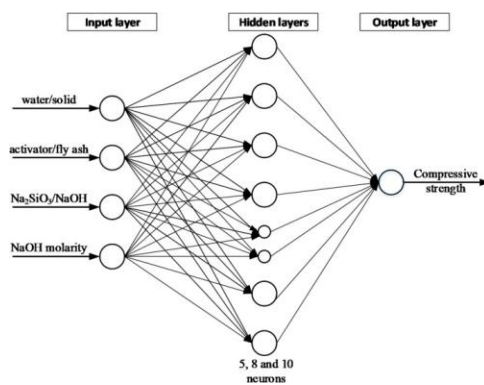 Input layer
Hidden layers
Output layer
water/solid
activator/fly ash
Na₂SiO₃/NaOH
NaOH molarity
Compressive
strength
5, 8 and 10
neurons